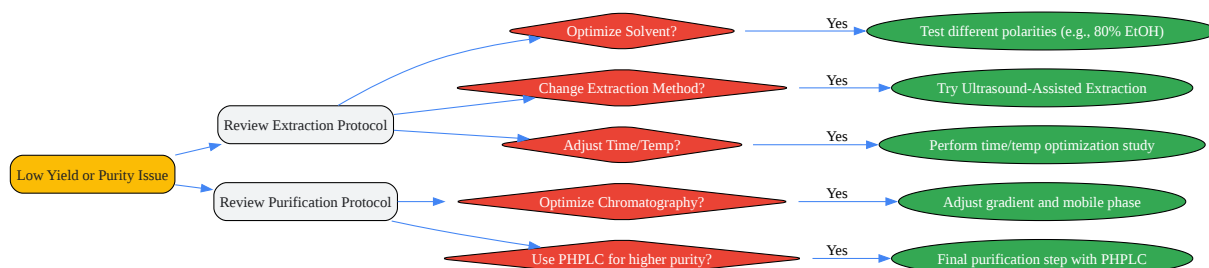 Optimize Solvent?
Yes
Test different polarities (e.g., 80% EtOH)
Change Extraction Method?
Yes
Try Ultrasound-Assisted Extraction
Review Extraction Protocol
Adjust Time/Temp?
Yes
Perform time/temp optimization study
Low Yield or Purity Issue
Review Purification Protocol
Optimize Chromatography?
Yes
Adjust gradient and mobile phase
Use PHPLC for higher purity?
Yes
Final purification step with PHPLC